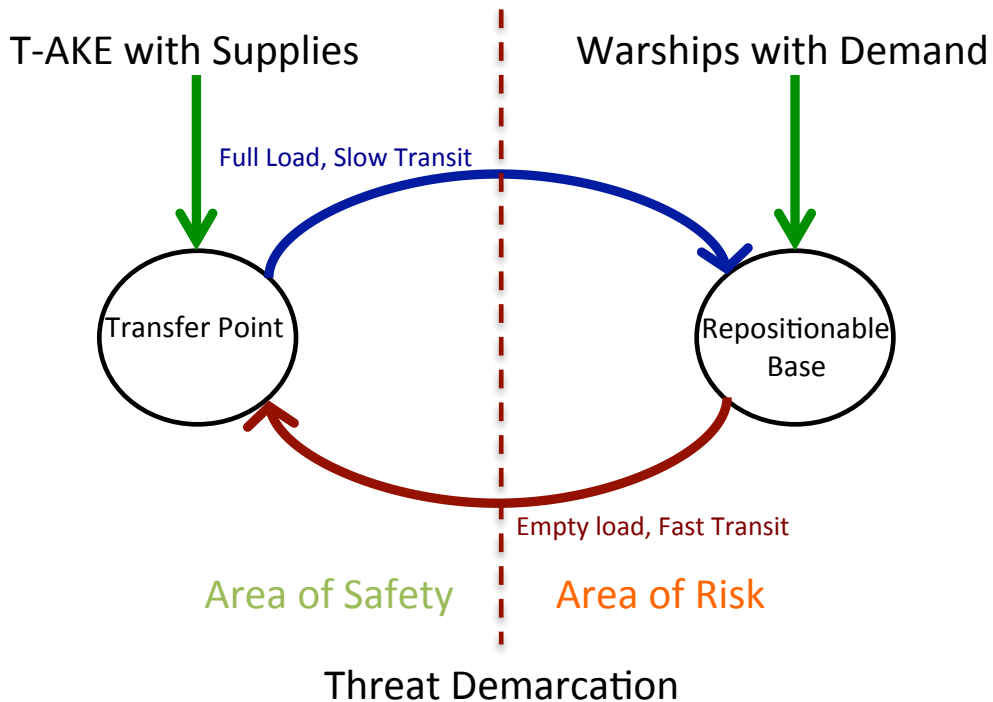 T-AKE with Supplies
Warships with Demand
Full Load, Slow Transit
Transfer Point
Repositionable
Base
Empty load, Fast Transit
Area of Safety
Area of Risk
Threat Demarcation